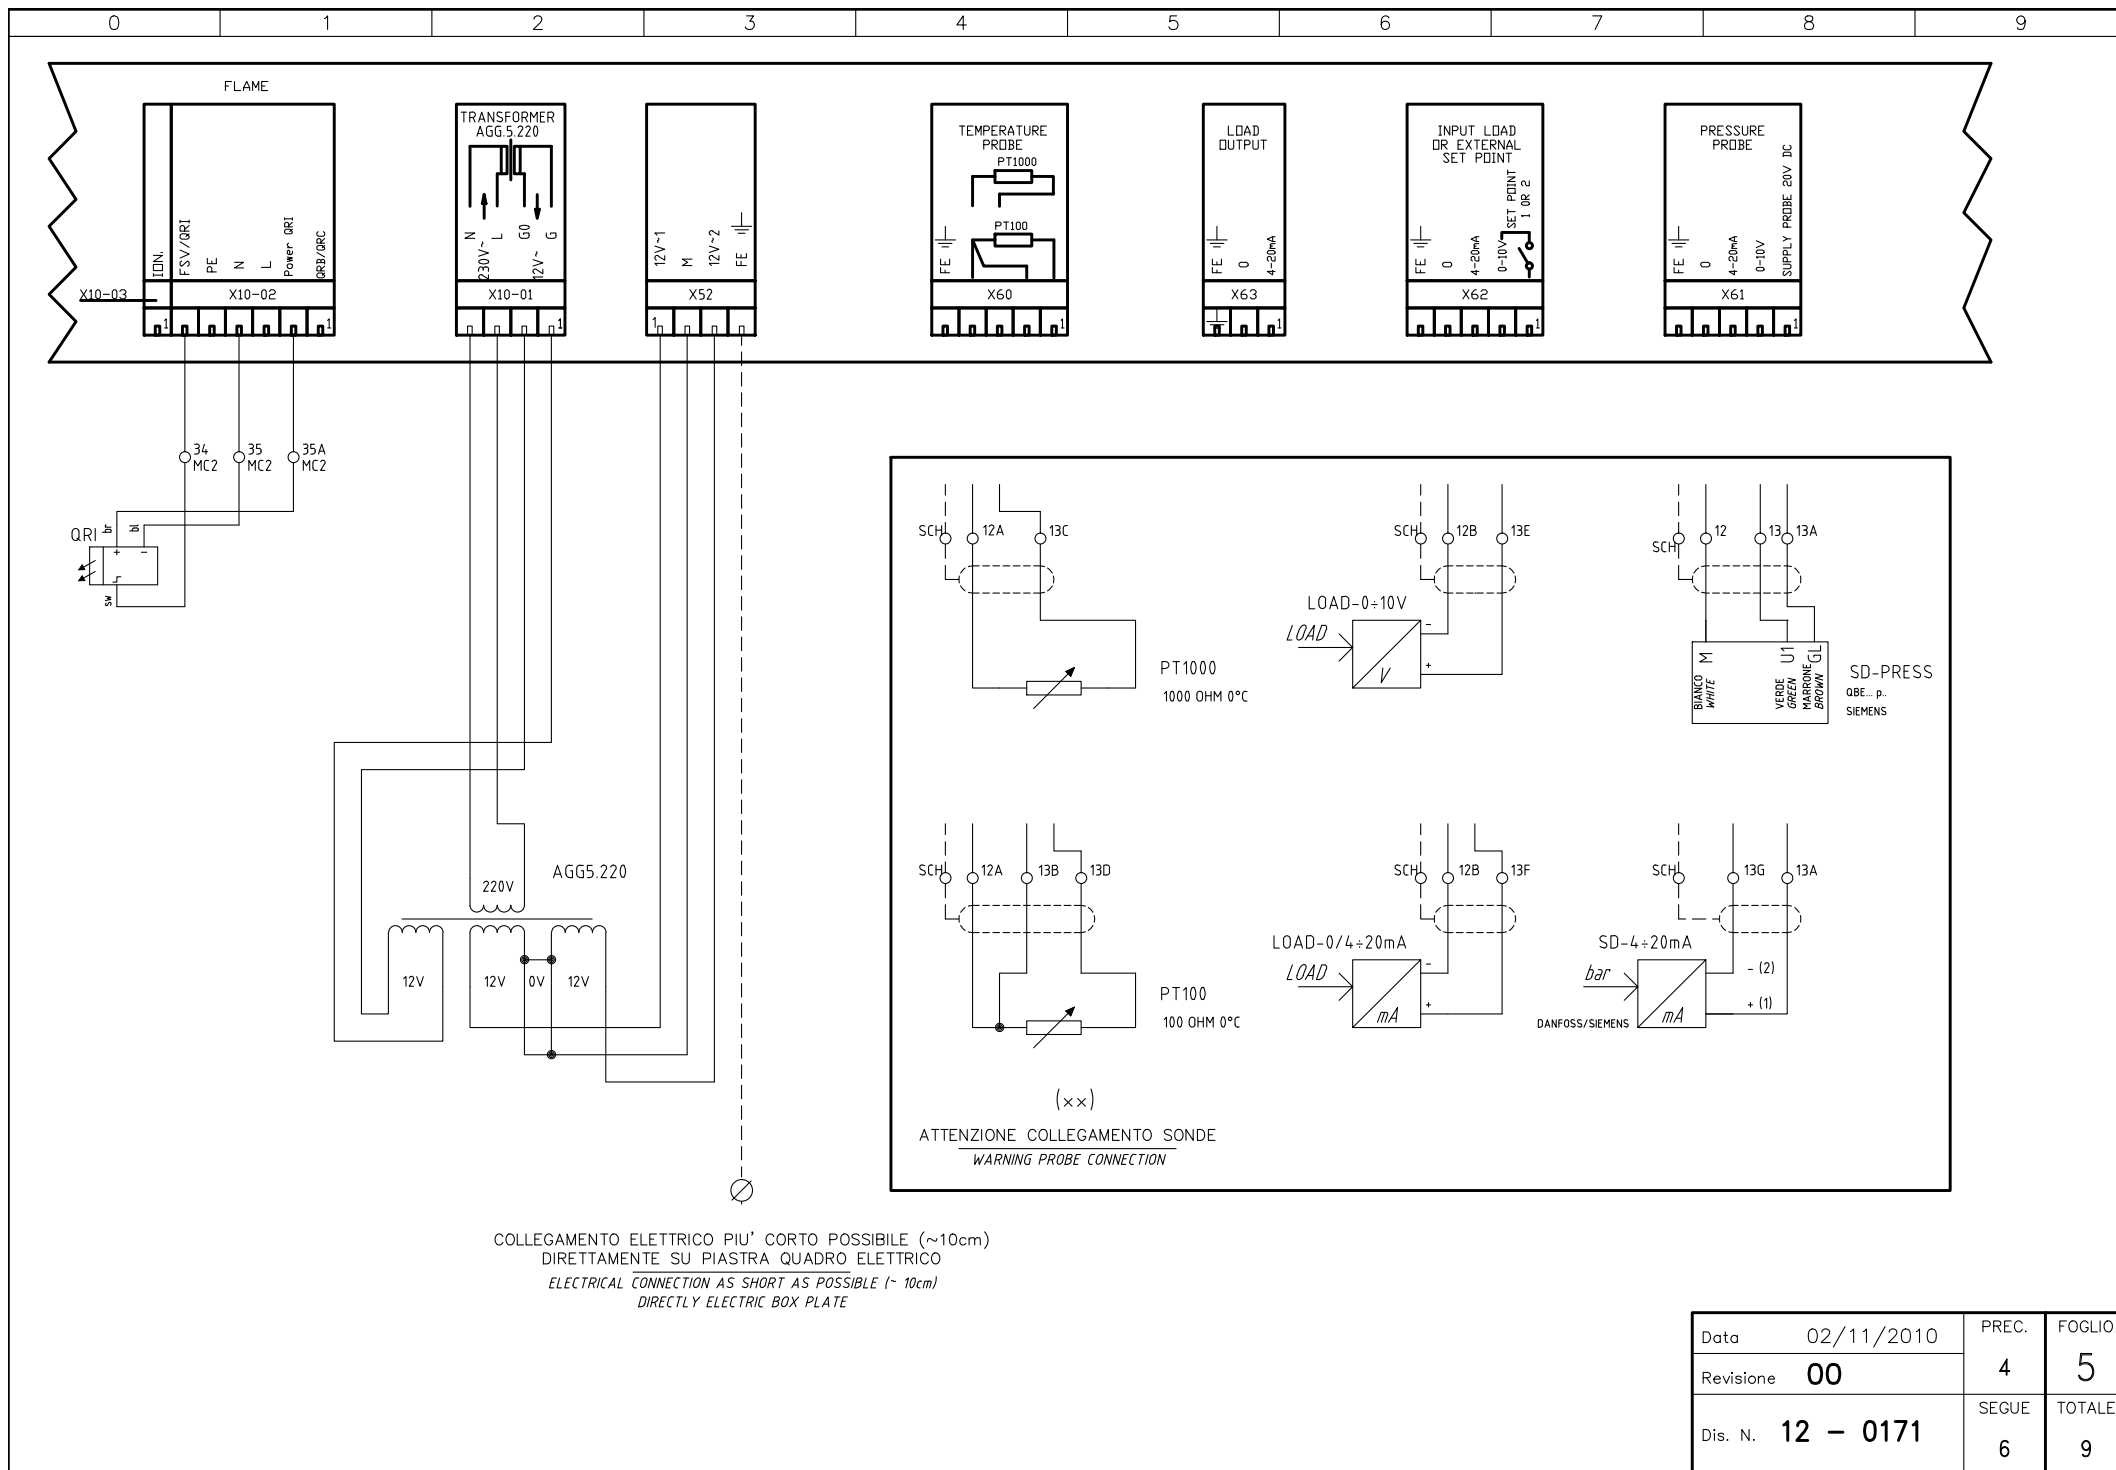 0 1 2 3 4 5 6 7 8 9
FLAME
ION.
FSV/QRI
PE
N
L
Power QRI
QRB/QRC
X10-03
X10-02
1
1
TRANSFORMER
AGG.5.220
N
230V~
L
G0
12V~
G
X10-01
1
12V~1
M
12V~2
FE
X52
1
TEMPERATURE
PROBE
PT1000
PT100
FE
X60
1
LOAD
OUTPUT
FE
0
4-20mA
X63
1
INPUT LOAD
OR EXTERNAL
SET POINT
FE
0
4-20mA
0-10V
SET POINT
1 OR 2
X62
1
PRESSURE
PROBE
FE
0
4-20mA
0-10V
SUPPLY PROBE 20V DC
X61
1
34
MC2
35
MC2
35A
MC2
QRI
br
bl
+
-
sw
SCH 12A 13C
PT1000
1000 OHM 0°C
SCH 12B 13E
LOAD-0÷10V
LOAD
-
+
V
SCH 12 13 13A
M
U1
GL
BIANCO
WHITE
VERDE
GREEN
MARRONE
BROWN
SD-PRESS
QBE... p..
SIEMENS
AGG5.220
220V
12V 12V 0V 12V
SCH 12A 13B 13D
PT100
100 OHM 0°C
SCH 12B 13F
LOAD-0/4÷20mA
LOAD
-
+
mA
SCH 13G 13A
SD-4÷20mA
bar
- (2)
+ (1)
mA
DANFOSS/SIEMENS
(xx)
ATTENZIONE COLLEGAMENTO SONDE
WARNING PROBE CONNECTION
COLLEGAMENTO ELETTRICO PIU' CORTO POSSIBILE (~10cm)
DIRETTAMENTE SU PIASTRA QUADRO ELETTRICO
ELECTRICAL CONNECTION AS SHORT AS POSSIBLE (~ 10cm)
DIRECTLY ELECTRIC BOX PLATE
Data 02/11/2010
PREC.
4
FOGLIO
5
Revisione 00
Dis. N. 12 - 0171
SEGUE
6
TOTALE
9